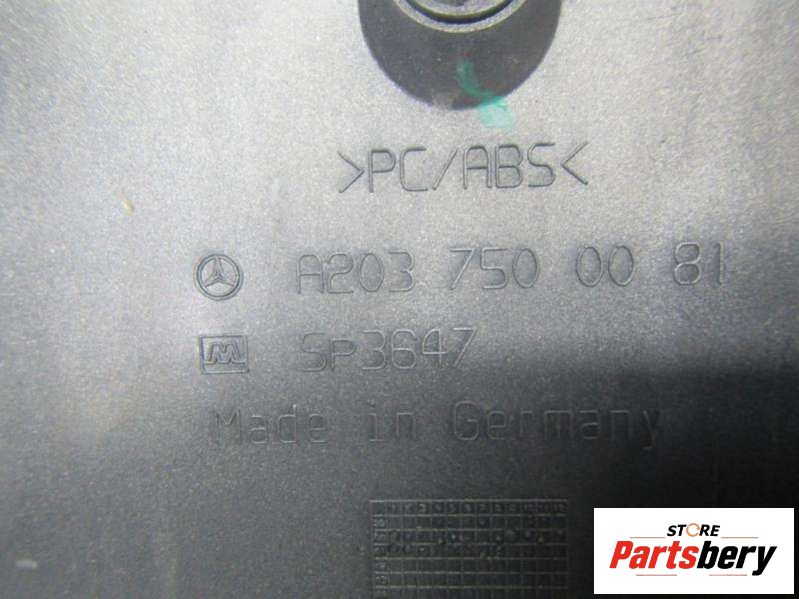 >PC/ABS<
A203 750 00 81
M SP3647
Made in Germany
STORE
Partsbery